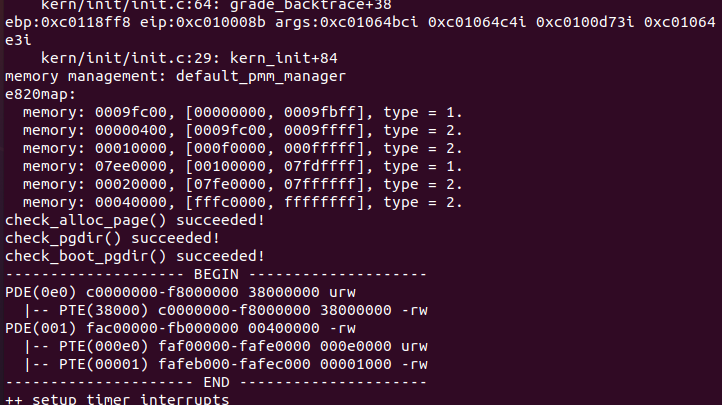 kern/init/init.c:64: grade_backtrace+38
ebp:0xc0118ff8 eip:0xc010008b args:0xc01064bci 0xc01064c4i 0xc0100d73i 0xc01064
e3i
    kern/init/init.c:29: kern_init+84
memory management: default_pmm_manager
e820map:
  memory: 0009fc00, [00000000, 0009fbff], type = 1.
  memory: 00000400, [0009fc00, 0009ffff], type = 2.
  memory: 00010000, [000f0000, 000fffff], type = 2.
  memory: 07ee0000, [00100000, 07fdffff], type = 1.
  memory: 00020000, [07fe0000, 07ffffff], type = 2.
  memory: 00040000, [fffc0000, ffffffff], type = 2.
check_alloc_page() succeeded!
check_pgdir() succeeded!
check_boot_pgdir() succeeded!
-------------------- BEGIN --------------------
PDE(0e0) c0000000-f8000000 38000000 urw
  |-- PTE(38000) c0000000-f8000000 38000000 -rw
PDE(001) fac00000-fb000000 00400000 -rw
  |-- PTE(000e0) faf00000-fafe0000 000e0000 urw
  |-- PTE(00001) fafeb000-fafec000 00001000 -rw
--------------------- END ---------------------
++ setup timer interrupts